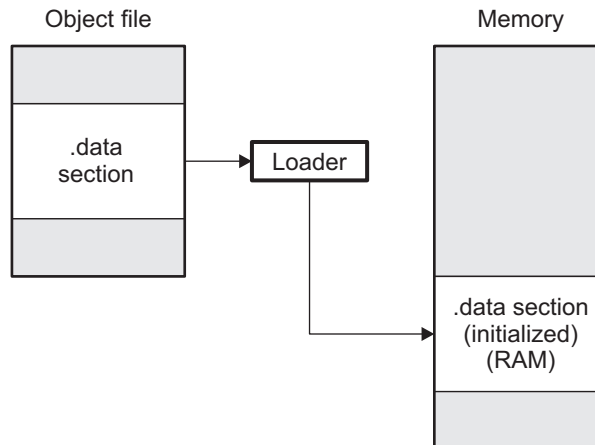 Object file
Memory
.data
section
Loader
.data section
(initialized)
(RAM)